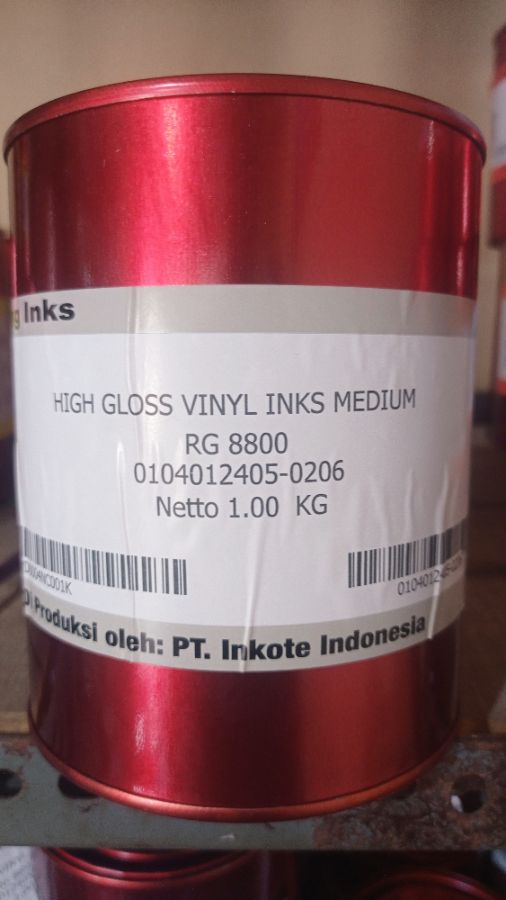 Inks
HIGH GLOSS VINYL INKS MEDIUM
RG 8800
0104012405-0206
Netto 1.00 KG
Produksi oleh: PT. Inkote Indonesia